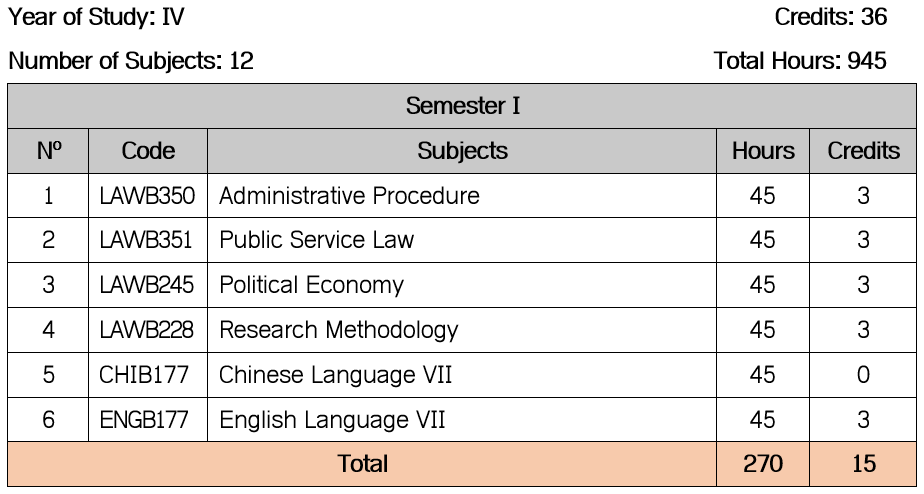 Year of Study: IV Credits: 36
Number of Subjects: 12 Total Hours: 945
Semester I
Nº Code Subjects Hours Credits
1 LAWB350 Administrative Procedure 45 3
2 LAWB351 Public Service Law 45 3
3 LAWB245 Political Economy 45 3
4 LAWB228 Research Methodology 45 3
5 CHIB177 Chinese Language VII 45 0
6 ENGB177 English Language VII 45 3
Total 270 15